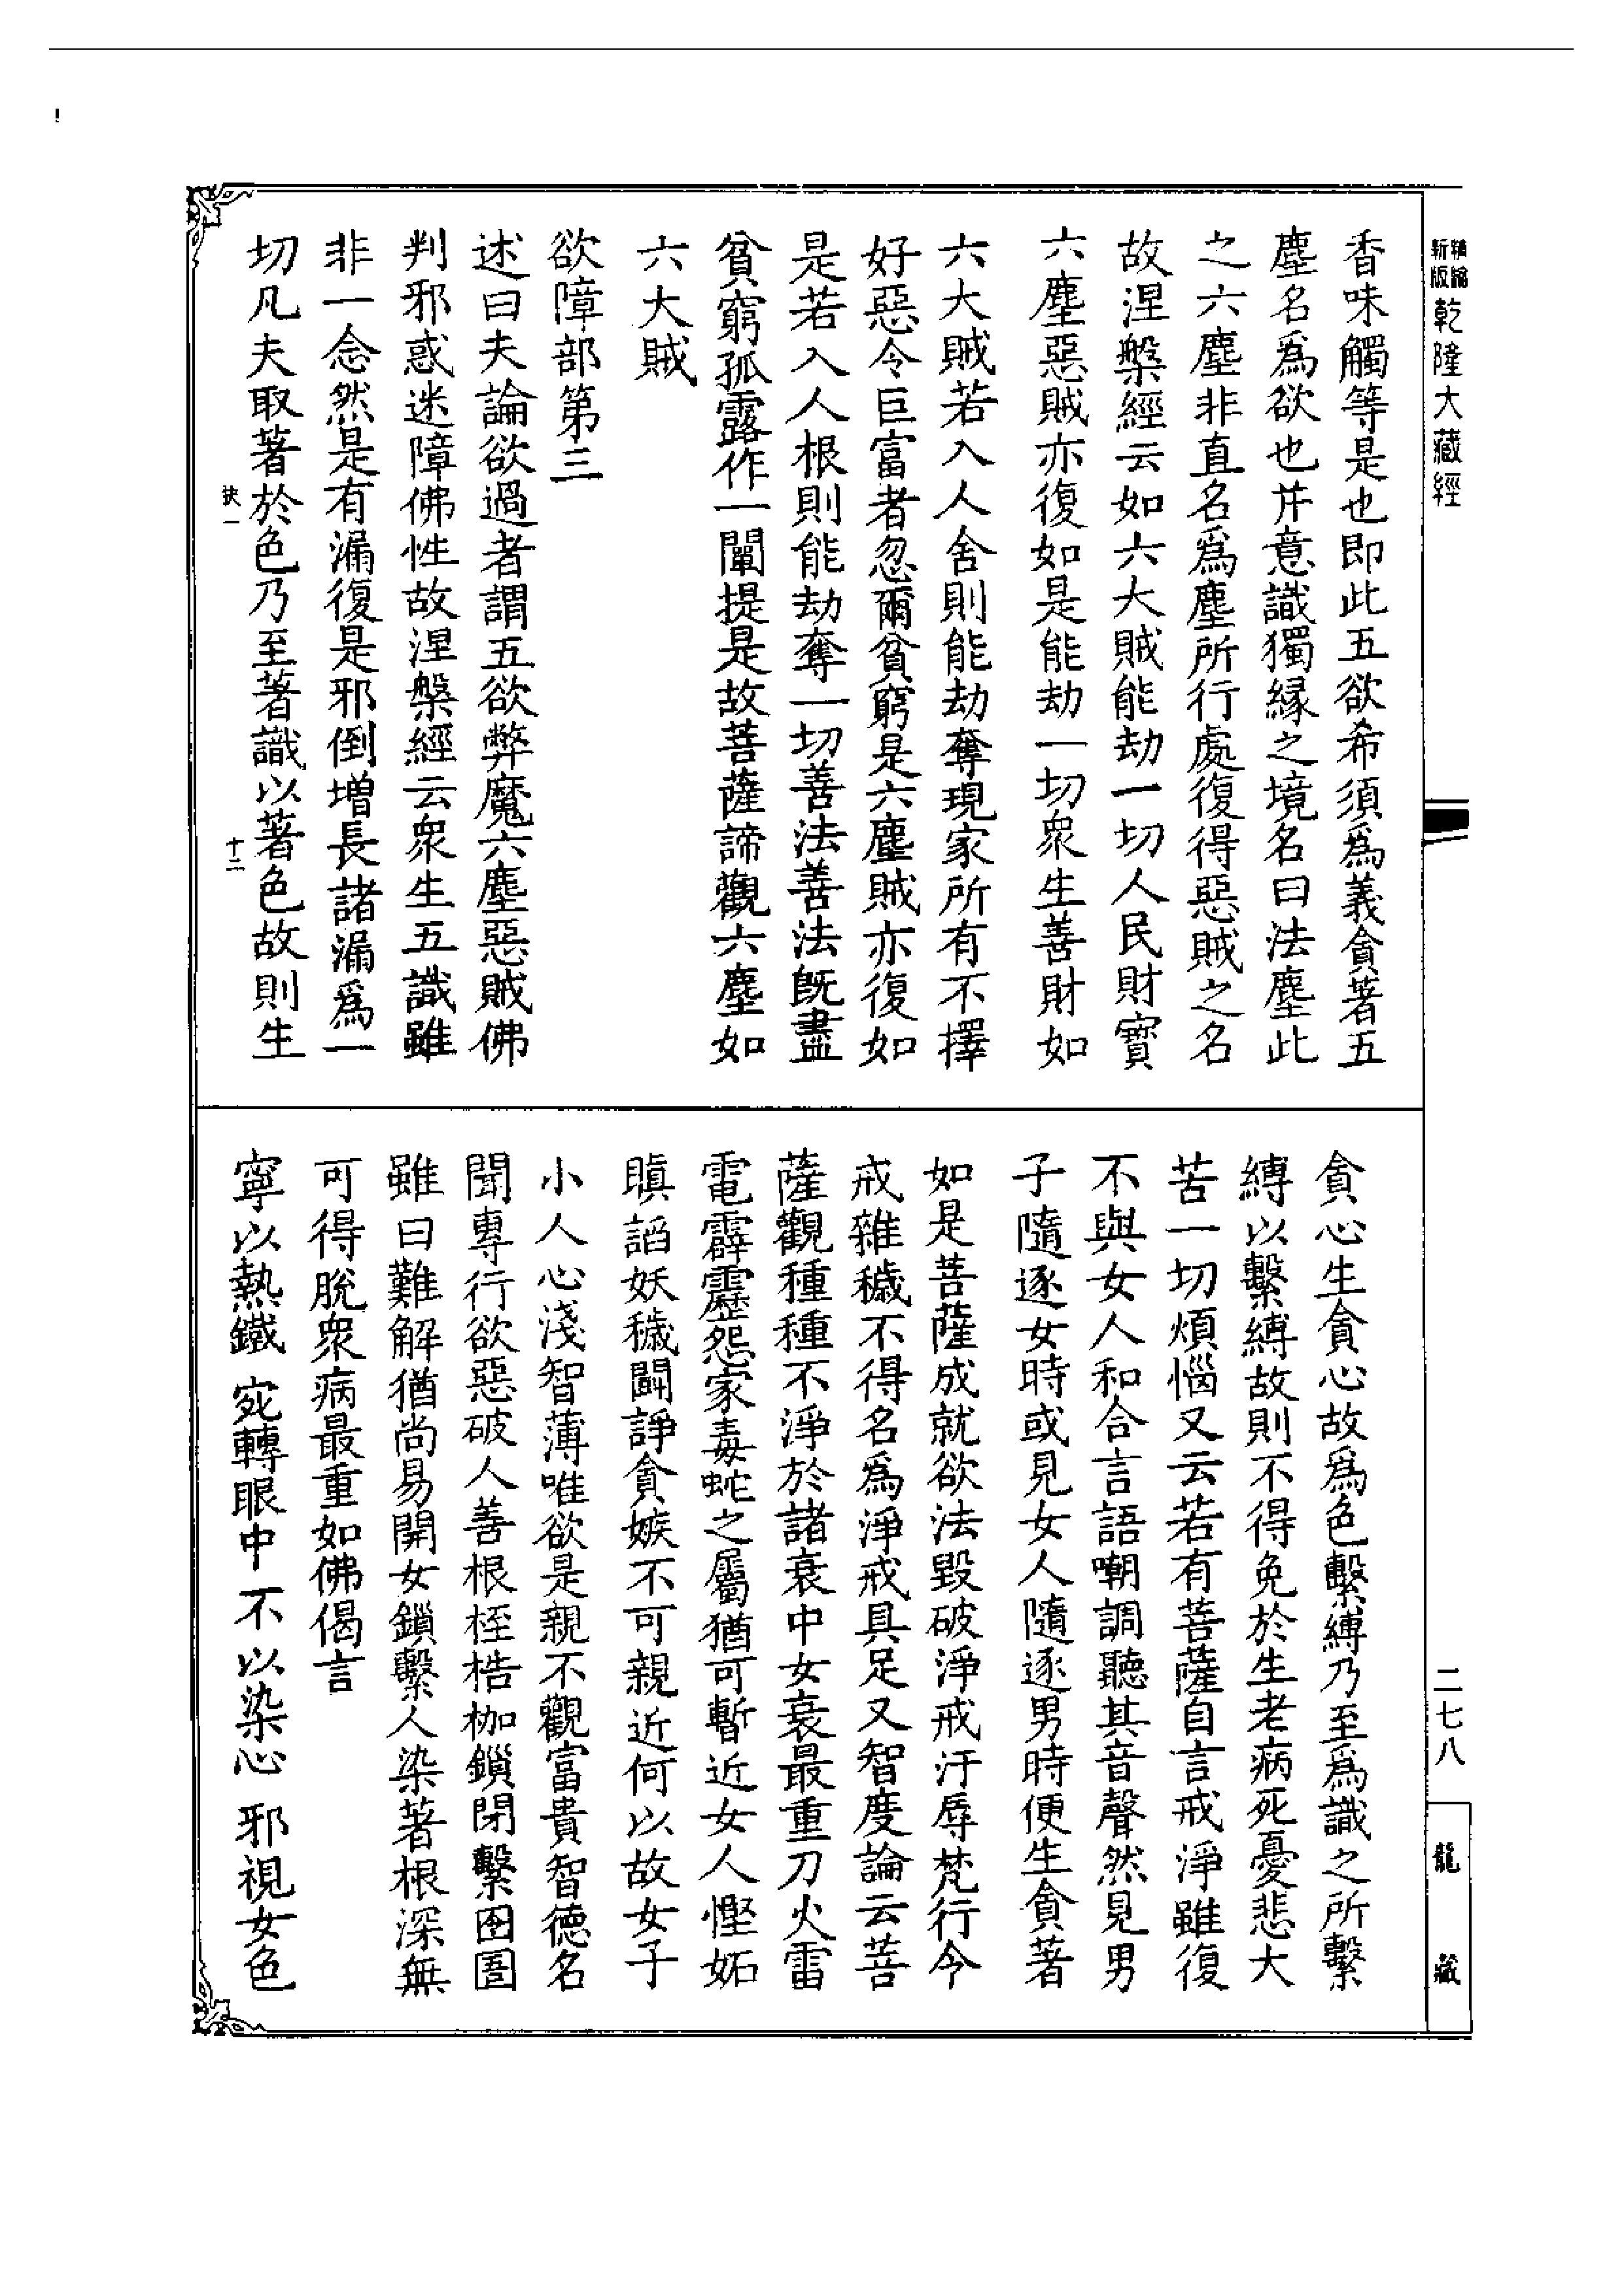 精縮新版乾隆大藏經
香味觸等是也即此五欲希須爲義貪著五
塵名爲欲也并意識獨縁之境名曰法塵此
之六塵非直名爲塵所行處復得惡賊之名
故涅槃經云如六大賊能劫一切人民財寳
六塵惡賊亦復如是能劫一切衆生善財如
六大賊若入人舍則能劫奪現家所有不擇
好惡令巨富者忽爾貧窮是六塵賊亦復如
是若入人根則能劫奪一切善法善法旣盡
貧窮孤露作一闡提是故菩薩諦觀六塵如
六大賊
欲障部第三
述曰夫論欲過者謂五欲弊魔六塵惡賊佛
判邪惑迷障佛性故涅槃經云衆生五識雖
非一念然是有漏復是邪倒增長諸漏爲一
切凡夫取著於色乃至著識以著色故則生
十二
貪心生貪心故爲色繫縛乃至爲識之所繫
縛以繫縛故則不得免於生老病死憂悲大
苦一切煩惱又云若有菩薩自言戒淨雖復
不與女人和合言語嘲調聽其音聲然見男
子隨逐女時或見女人隨逐男時便生貪著
如是菩薩成就欲法毀破淨戒汙辱梵行令
戒雜穢不得名爲淨戒具足又智度論云菩
薩觀種種不淨於諸衰中女衰最重刀火雷
電霹靂怨家毒蛇之屬猶可暫近女人慳妬
瞋諂妖穢鬪諍貪嫉不可親近何以故女子
小人心淺智薄唯欲是親不觀富貴智德名
聞專行欲惡破人善根桎梏枷鎖閉繫囹圄
雖曰難解猶尚易開女鎖繫人染著根深無
可得脫衆病最重如佛偈言
寧以熱鐵 宛轉眼中 不以染心 邪視女色
二七八
龍藏